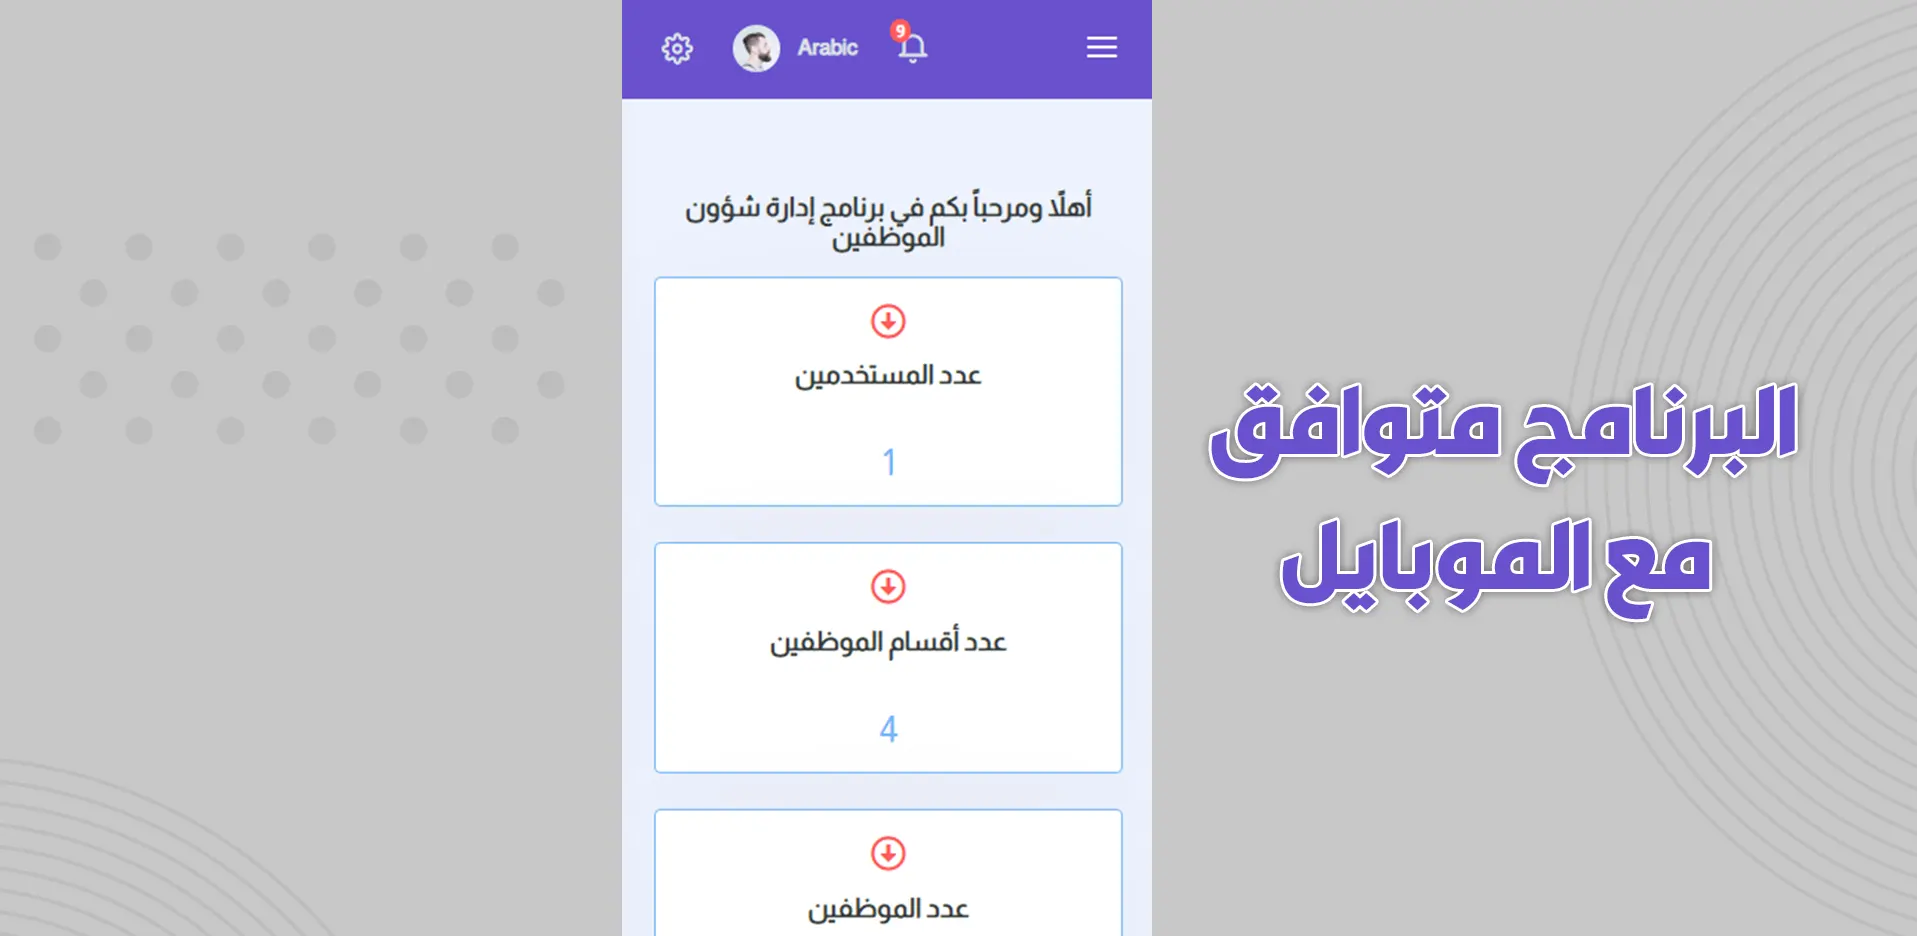 Arabic
9
أهلاً ومرحباً بكم في برنامج إدارة شؤون
الموظفين
عدد المستخدمين
1
عدد أقسام الموظفين
4
عدد الموظفين
البرنامج متوافق
مع الموبايل